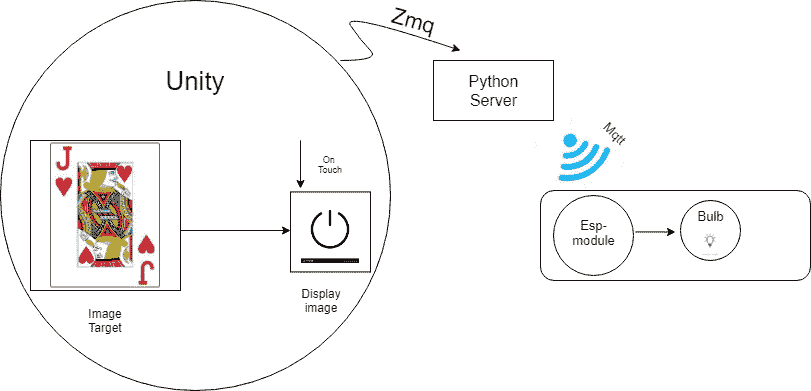 Zmq
Unity
Python
Server
Mqtt
On
Touch
J
J
Esp-
module
Bulb
Display
image
Image
Target